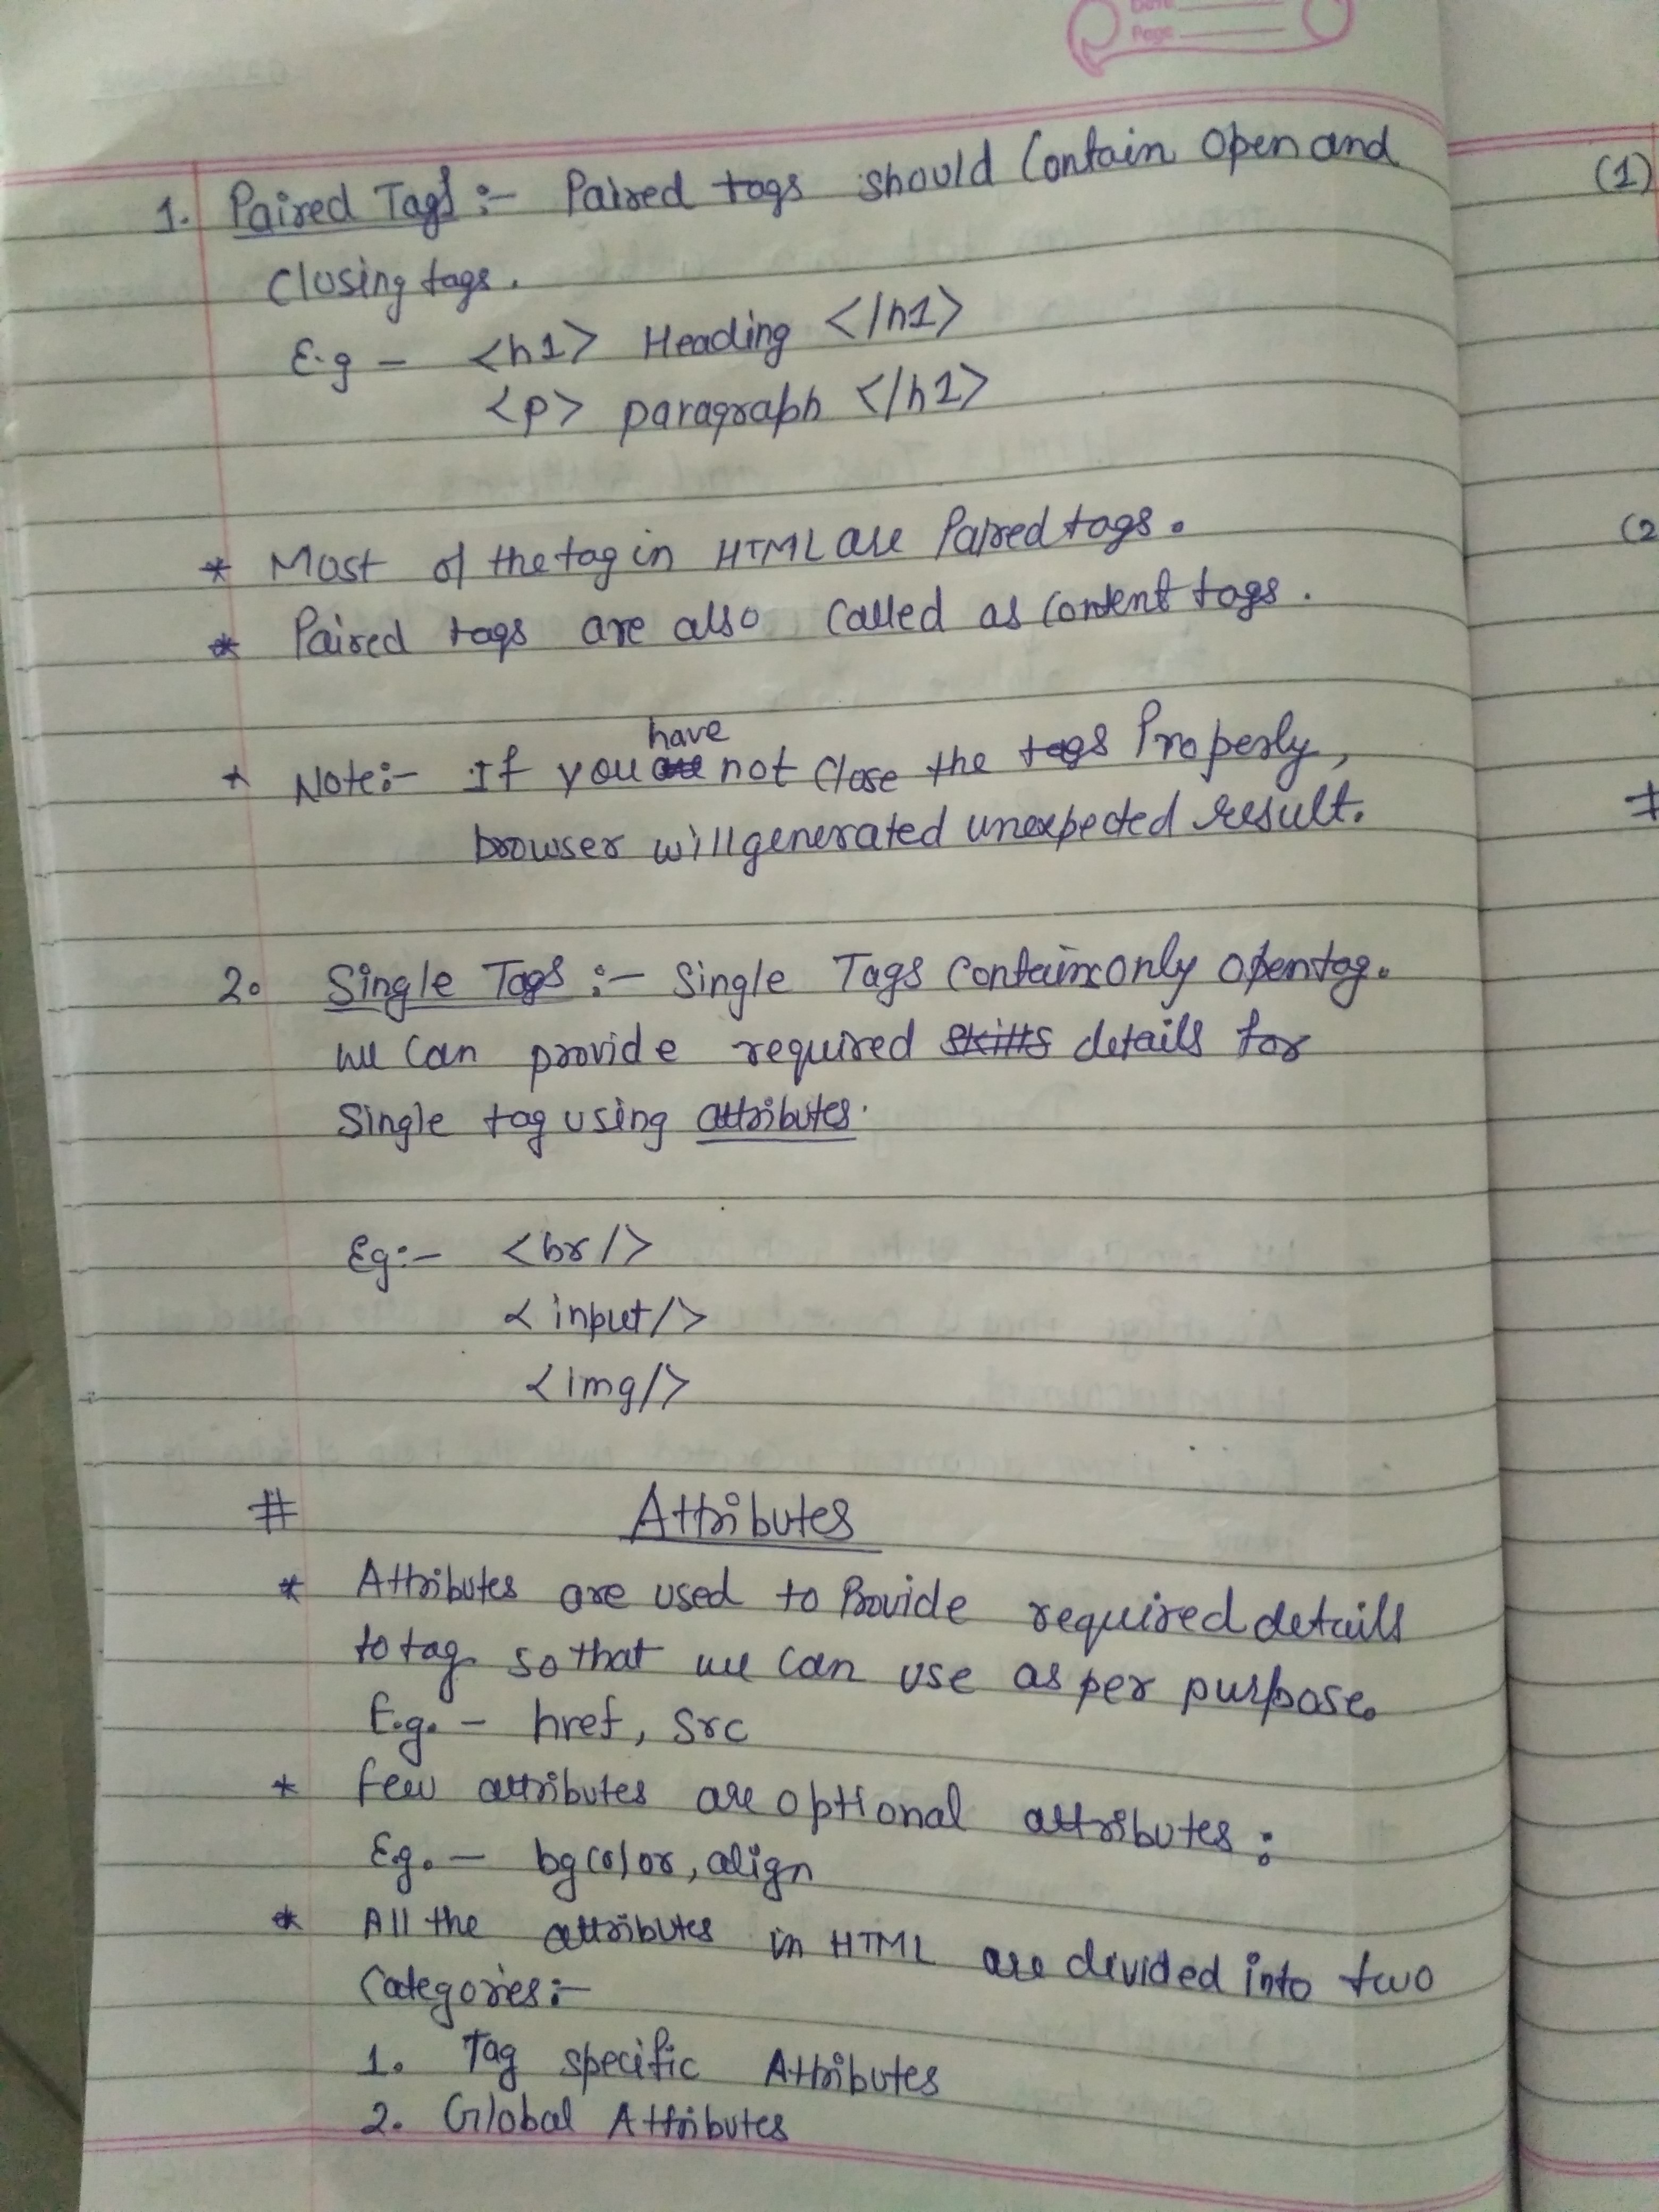 Date
Page
1. Paired Tags :- Paired tags should Contain Open and
Closing tags.
E.g - <h1> Heading </h1>
<p> paragraph </h1>
* Most of the tag in HTML are Paired tags.
* Paired tags are also Called as Content tags.
have
* Note:- If you are not Close the tags Properly,
browser will generated unexpected result.
2. Single Tags :- Single Tags Contain only open tag.
we Can provide required skills details for
Single tag using attributes.
Eg:- <br/>
<input/>
<img/>
# Attributes
* Attributes are used to Provide required details
to tag so that we can use as per purpose.
E.g. - href, src
* Few attributes are optional attributes:
E.g. - bgcolor, align
* All the attributes in HTML are divided into two
Categories:-
1. Tag specific Attributes
2. Global Attributes
(1)
(2